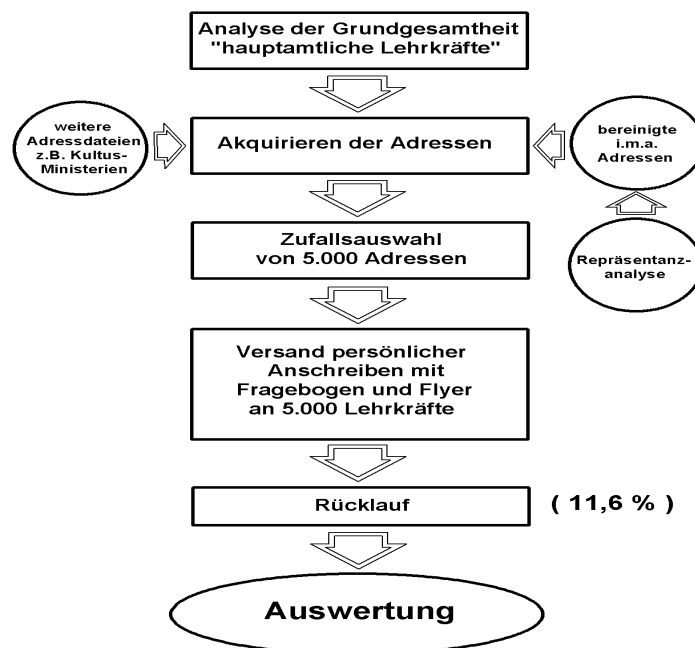 Analyse der Grundgesamtheit
"hauptamtliche Lehrkräfte"
weitere
Adressdateien
z.B. Kultus-
Ministerien
Akquirieren der Adressen
bereinigte
i.m.a.
Adressen
Zufallsauswahl
von 5.000 Adressen
Repräsentanz-
analyse
Versand persönlicher
Anschreiben mit
Fragebogen und Flyer
an 5.000 Lehrkräfte
Rücklauf
( 11,6 % )
Auswertung